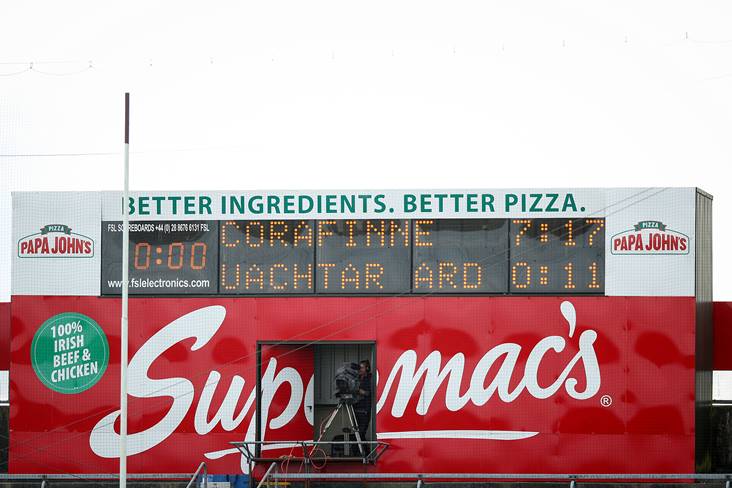 BETTER INGREDIENTS. BETTER PIZZA.
PIZZA
PAPA JOHN'S
FSL SCOREBOARDS +44 (0) 28 8676 6131 FSL
0:00
www.fslelectronics.com
CORAFINNE 7:17
UACHTAR ARD 0:11
PIZZA
PAPA JOHN'S
100%
IRISH
BEEF &
CHICKEN
Supermac's
®